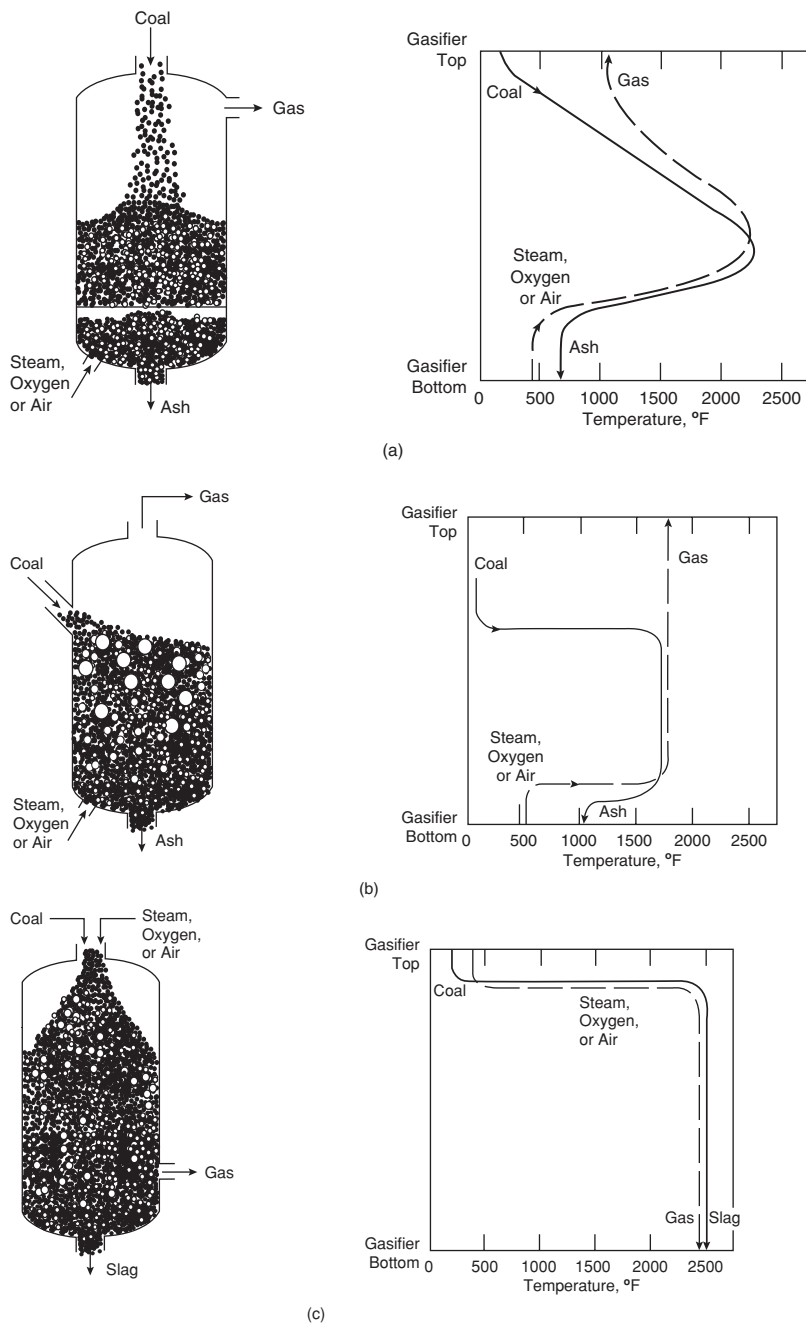 Coal
Gas
Steam,
Oxygen
or Air
Ash
Gasifier
Top
Coal
Gas
Steam,
Oxygen
or Air
Ash
Gasifier
Bottom
0 500 1000 1500 2000 2500
Temperature, ºF
(a)
Gas
Coal
Steam,
Oxygen
or Air
Ash
Gasifier
Top
Coal
Gas
Steam,
Oxygen
or Air
Ash
Gasifier
Bottom
0 500 1000 1500 2000 2500
Temperature, ºF
(b)
Coal
Steam,
Oxygen,
or Air
Gas
Slag
Gasifier
Top
Coal
Steam,
Oxygen,
or Air
Gas
Slag
Gasifier
Bottom
0 500 1000 1500 2000 2500
Temperature, ºF
(c)